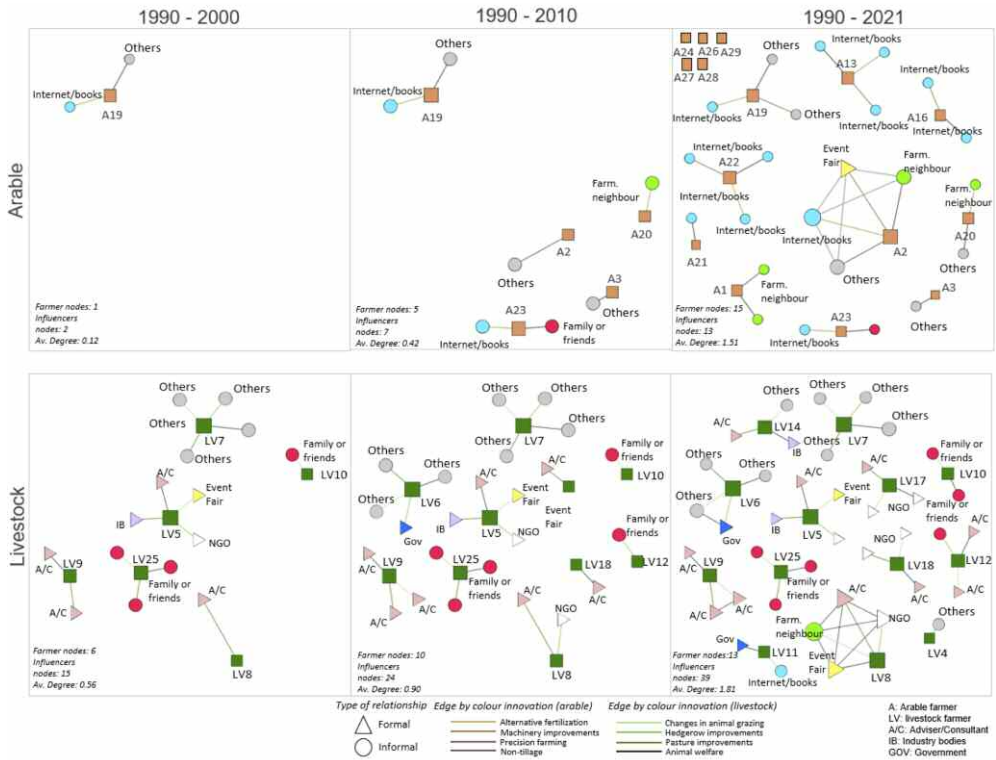 1990 - 2000
1990 - 2010
1990 - 2021
Arable
Others
Internet/books
A19
Farmer nodes: 1
Influencers
nodes: 2
Av. Degree: 0.12
Others
Internet/books
A19
Farm.
neighbour
A20
A2
Others
A3
Others
A23
Internet/books
Family or
friends
Farmer nodes: 5
Influencers
nodes: 7
Av. Degree: 0.42
A24 A26 A29
A27 A28
Others
A19
Internet/books
Others
Internet/books
A13
Internet/books
Internet/books
A16
Internet/books
Internet/books
A22
Internet/books
Event
Fair
Farm.
neighbour
Internet/books
A2
Others
Farm.
neighbour
A20
Others
A21
A1
Farm.
neighbour
A3
Others
A23
Internet/books
Farmer nodes: 15
Influencers
nodes: 13
Av. Degree: 1.51
Livestock
Others
Others
Others
LV7
Others
Family or
friends
LV10
A/C
Event
Fair
IB
LV5
NGO
LV9
A/C
A/C
LV25
Family or
friends
A/C
LV8
Farmer nodes: 6
Influencers
nodes: 15
Av. Degree: 0.56
Others
Others
Others
LV7
Others
Others
Others
LV6
Others
Gov
A/C
A/C
Family or
friends
LV10
Event
Fair
IB
LV5
NGO
Event
Fair
Family or
friends
LV12
LV9
A/C
A/C
LV25
Family or
friends
LV18
A/C
A/C
NGO
LV8
Farmer nodes: 10
Influencers
nodes: 24
Av. Degree: 0.90
Others
LV14
A/C
IB
Others
Others
Others
LV7
Others
Others
LV6
Others
Gov
A/C
Event
Fair
IB
LV5
NGO
LV17
NGO
Family or
friends
LV10
Family or
friends
A/C
LV12
A/C
NGO
LV18
A/C
LV9
A/C
A/C
LV25
Family or
friends
A/C
NGO
Farm.
neighbour
Event
Fair
LV8
Others
LV4
Gov
LV11
Internet/books
Farmer nodes:13
Influencers
nodes: 39
Av. Degree: 1.81
Type of relationship
Formal
Informal
Edge by colour innovation (arable)
Alternative fertilization
Machinery improvements
Precision farming
Non-tillage
Edge by colour innovation (livestock)
Changes in animal grazing
Hedgerow improvements
Pasture improvements
Animal welfare
A: Arable farmer
LV: livestock farmer
A/C: Adviser/Consultant
IB: Industry bodies
GOV: Government